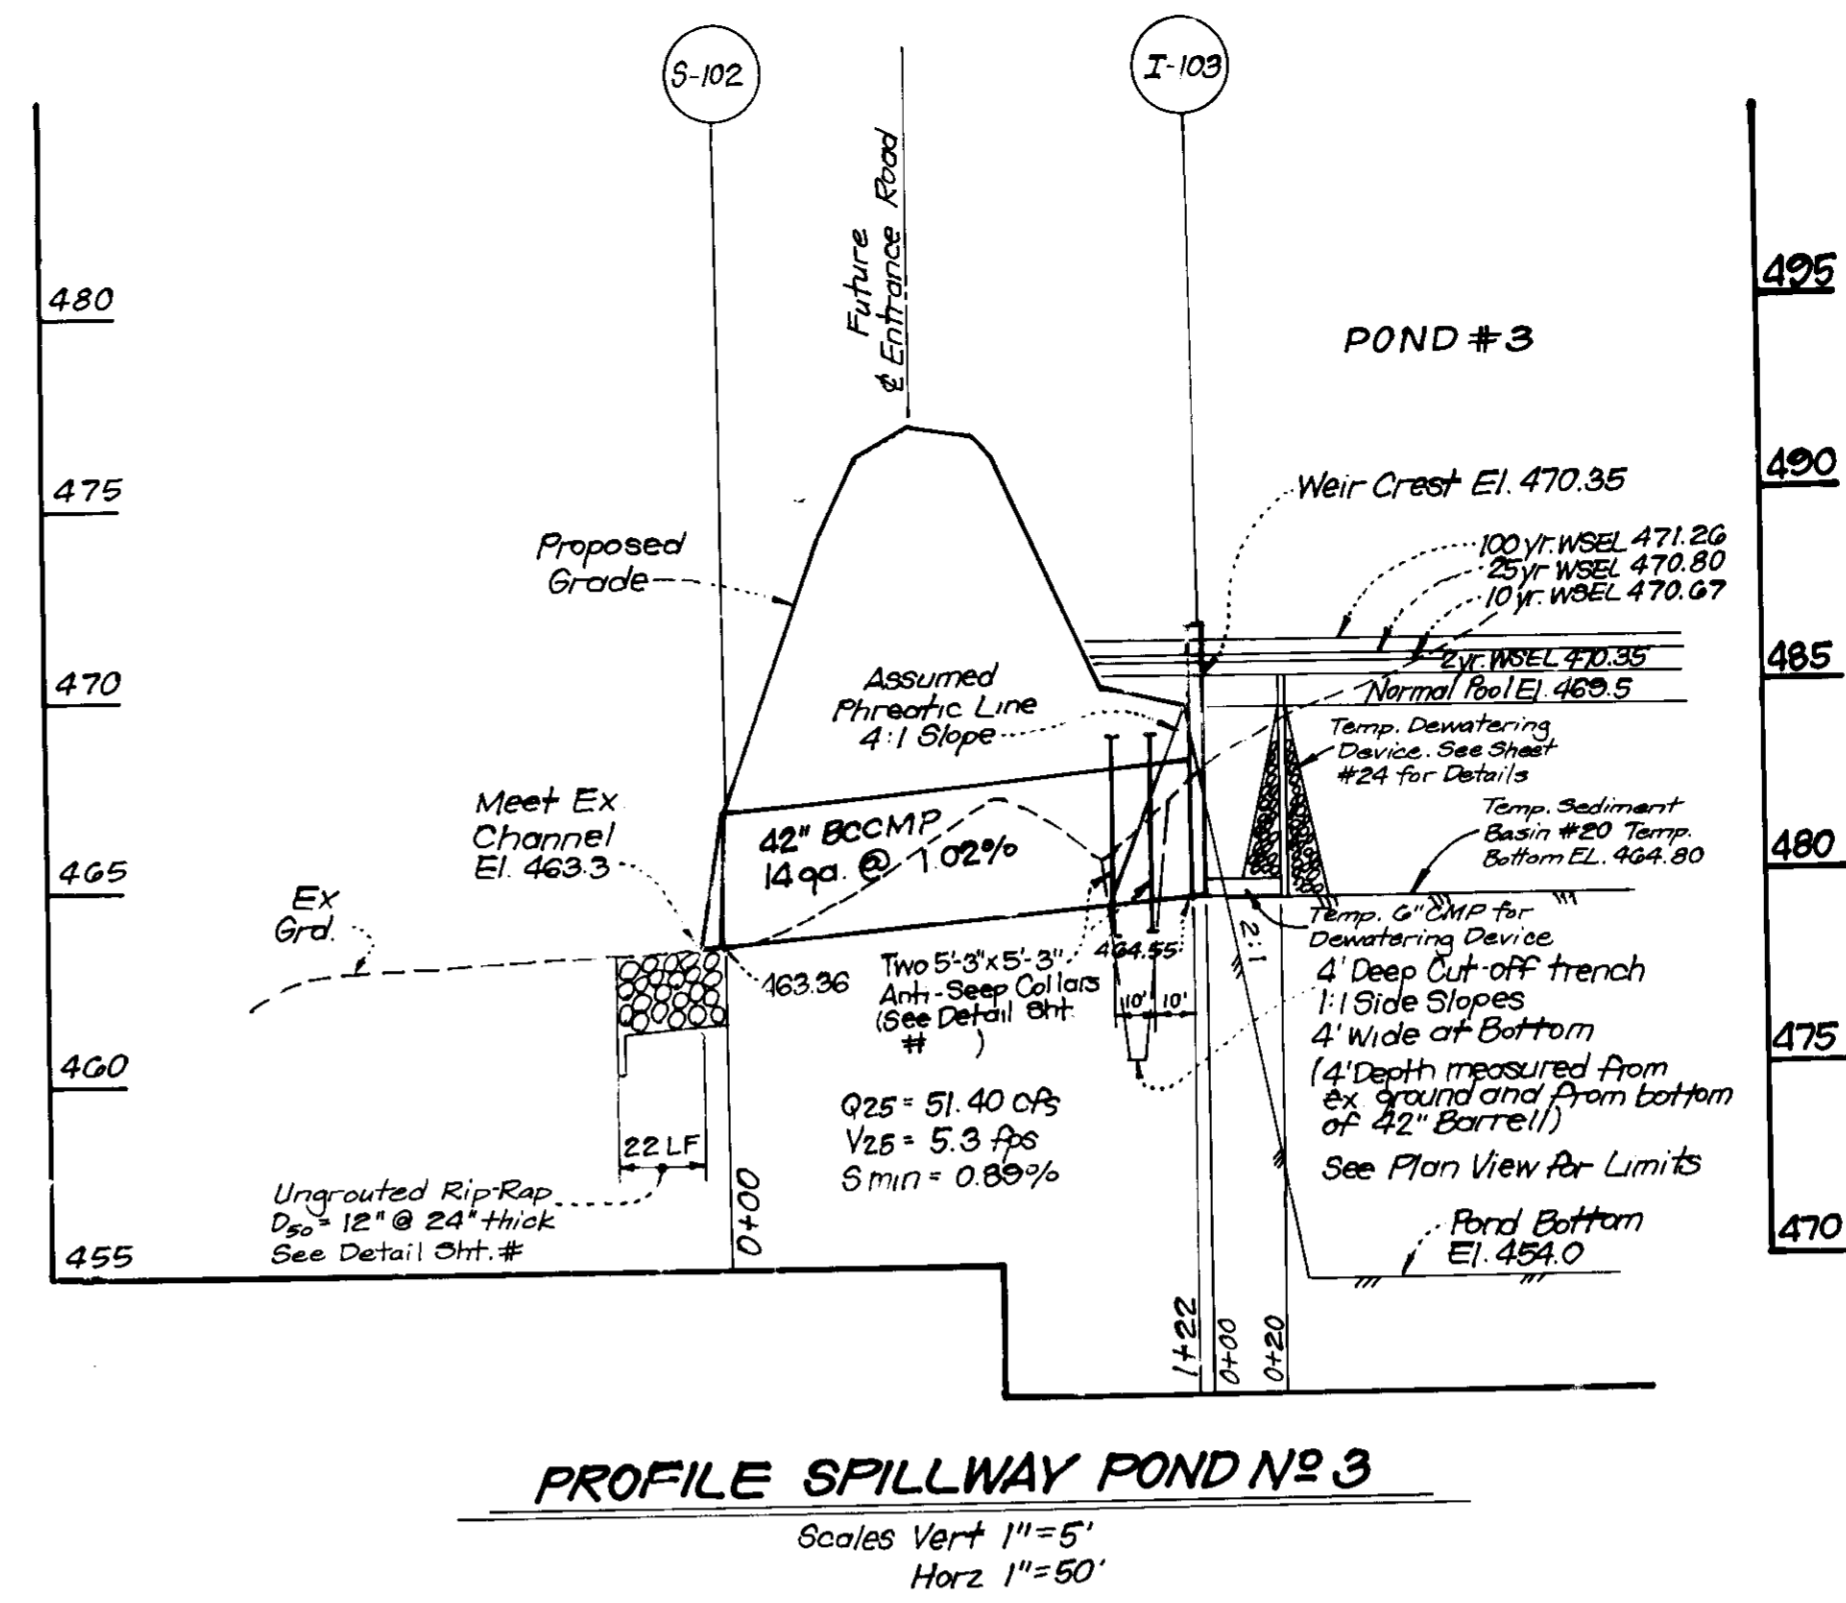 S-102
I-103
Future
℄ Entrance Road
480
475
470
465
460
455
495
490
485
480
475
470
POND #3
Weir Crest El. 470.35
100 yr. WSEL 471.26
25 yr WSEL 470.80
10 yr. WSEL 470.67
2 yr. WSEL 470.35
Normal Pool El. 469.5
Proposed
Grade
Assumed
Phreatic Line
4:1 Slope
Temp. Dewatering
Device. See Sheet
#24 for Details
Meet Ex
Channel
El. 463.3
42" BCCMP
14 ga. @ 1.02%
Temp. Sediment
Basin #20 Temp.
Bottom EL. 464.80
Ex
Grd.
463.36
Two 5'-3"x5'-3"
Anti-Seep Collars
(See Detail Sht.
# )
464.55
10' 10'
2:1
Temp. 6" CMP for
Dewatering Device
4' Deep Cut-off trench
1:1 Side Slopes
4' Wide at Bottom
(4' Depth measured from
ex ground and from bottom
of 42" Barrell)
See Plan View for Limits
Q25 = 51.40 cfs
V25 = 5.3 fps
S min = 0.89%
22 LF
Ungrouted Rip-Rap
D50 = 12" @ 24" thick
See Detail Sht. #
0+00
Pond Bottom
El. 454.0
1+22
0+00
0+20
PROFILE SPILLWAY POND Nº 3
Scales Vert 1"=5'
Horz 1"=50'